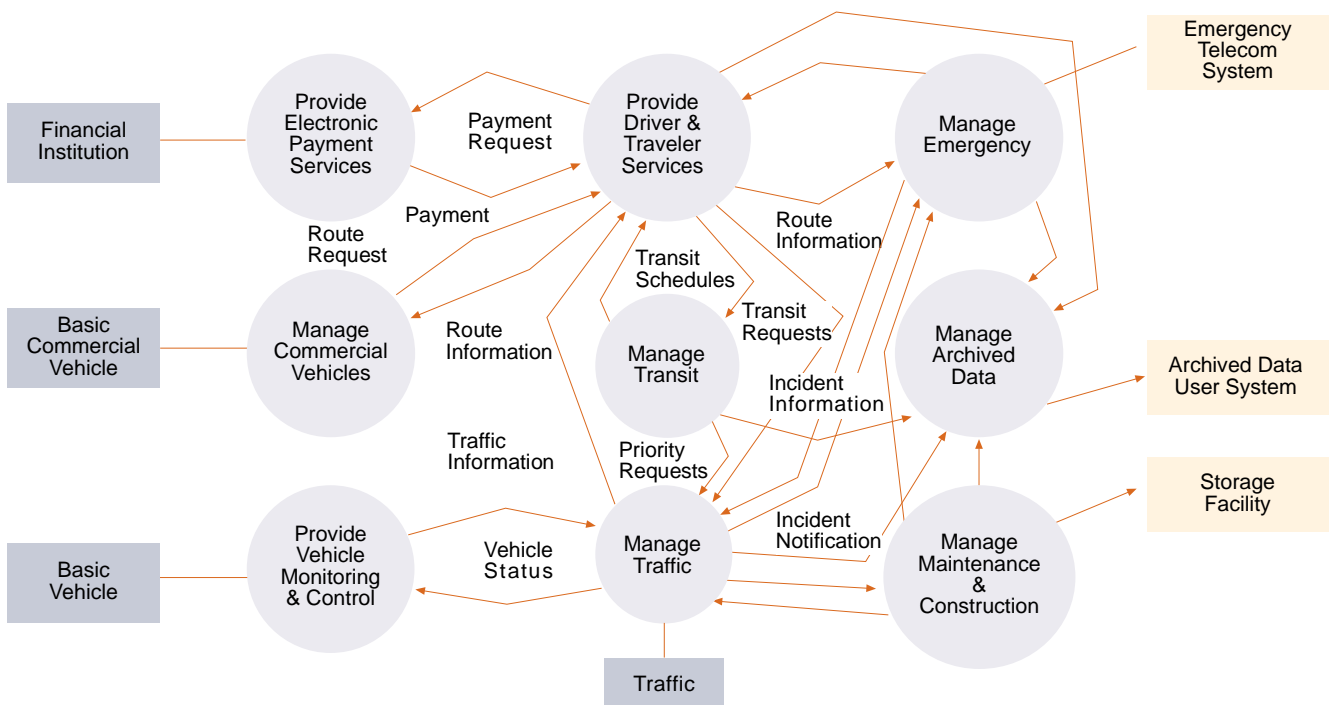 Emergency
Telecom
System
Provide
Electronic
Payment
Services
Payment
Request
Provide
Driver &
Traveler
Services
Manage
Emergency
Financial
Institution
Payment
Route
Request
Route
Information
Transit
Schedules
Basic
Commercial
Vehicle
Manage
Commercial
Vehicles
Route
Information
Manage
Transit
Transit
Requests
Manage
Archived
Data
Archived Data
User System
Incident
Information
Traffic
Information
Priority
Requests
Storage
Facility
Basic
Vehicle
Provide
Vehicle
Monitoring
& Control
Vehicle
Status
Manage
Traffic
Incident
Notification
Manage
Maintenance
&
Construction
Traffic